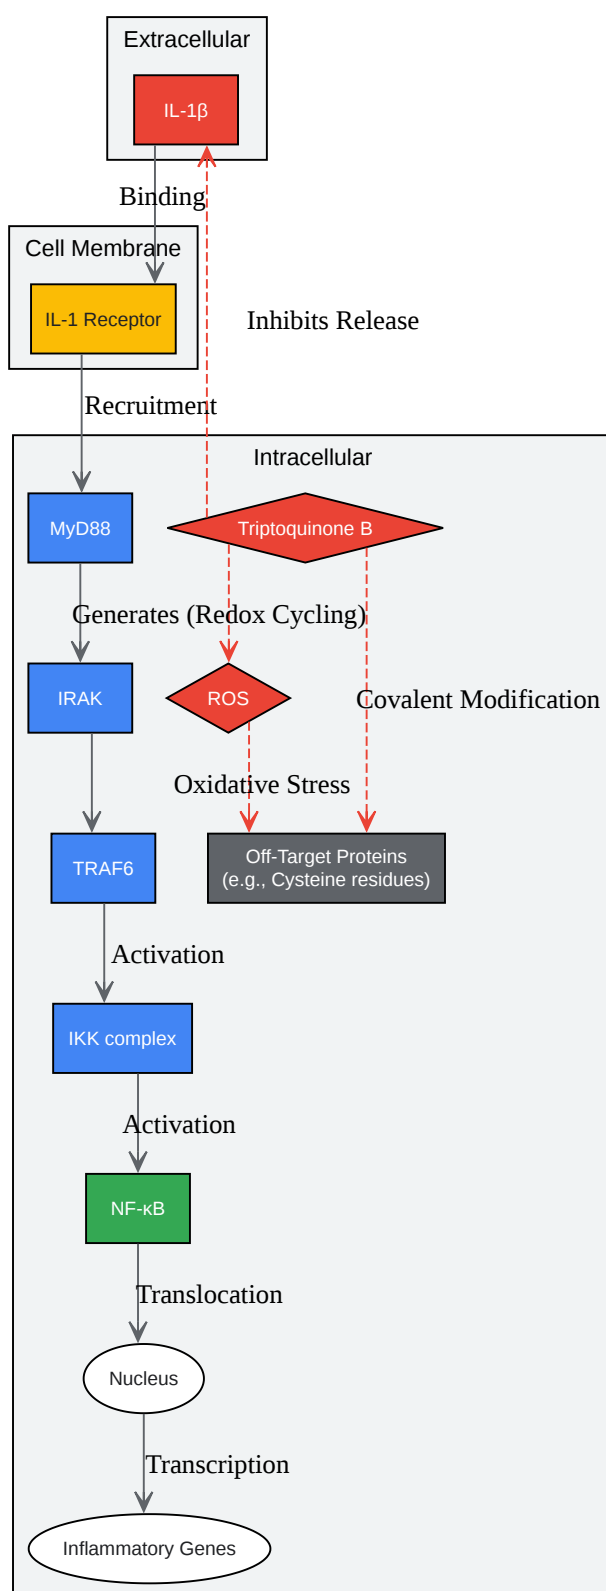 Extracellular
IL-1β
Binding
Cell Membrane
IL-1 Receptor
Inhibits Release
Recruitment
Intracellular
MyD88
Triptoquinone B
Generates (Redox Cycling)
IRAK
ROS
Covalent Modification
Oxidative Stress
TRAF6
Off-Target Proteins
(e.g., Cysteine residues)
Activation
IKK complex
Activation
NF-κB
Translocation
Nucleus
Transcription
Inflammatory Genes